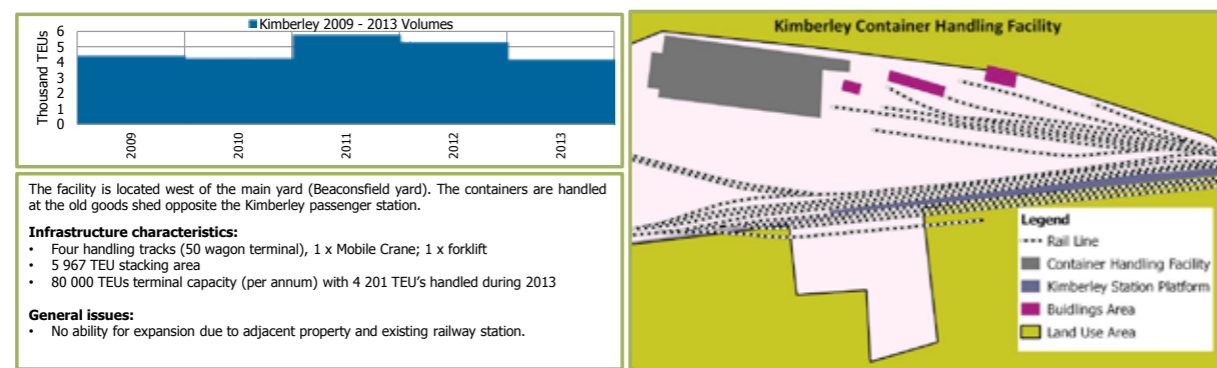 Kimberley 2009 - 2013 Volumes
Thousand TEUs
6
5
4
3
2
1
0
2009
2010
2011
2012
2013
The facility is located west of the main yard (Beaconsfield yard). The containers are handled
at the old goods shed opposite the Kimberley passenger station.
Infrastructure characteristics:
• Four handling tracks (50 wagon terminal), 1 x Mobile Crane; 1 x forklift
• 5 967 TEU stacking area
• 80 000 TEUs terminal capacity (per annum) with 4 201 TEU's handled during 2013
General issues:
• No ability for expansion due to adjacent property and existing railway station.
Kimberley Container Handling Facility
Legend
Rail Line
Container Handling Facility
Kimberley Station Platform
Buidlings Area
Land Use Area